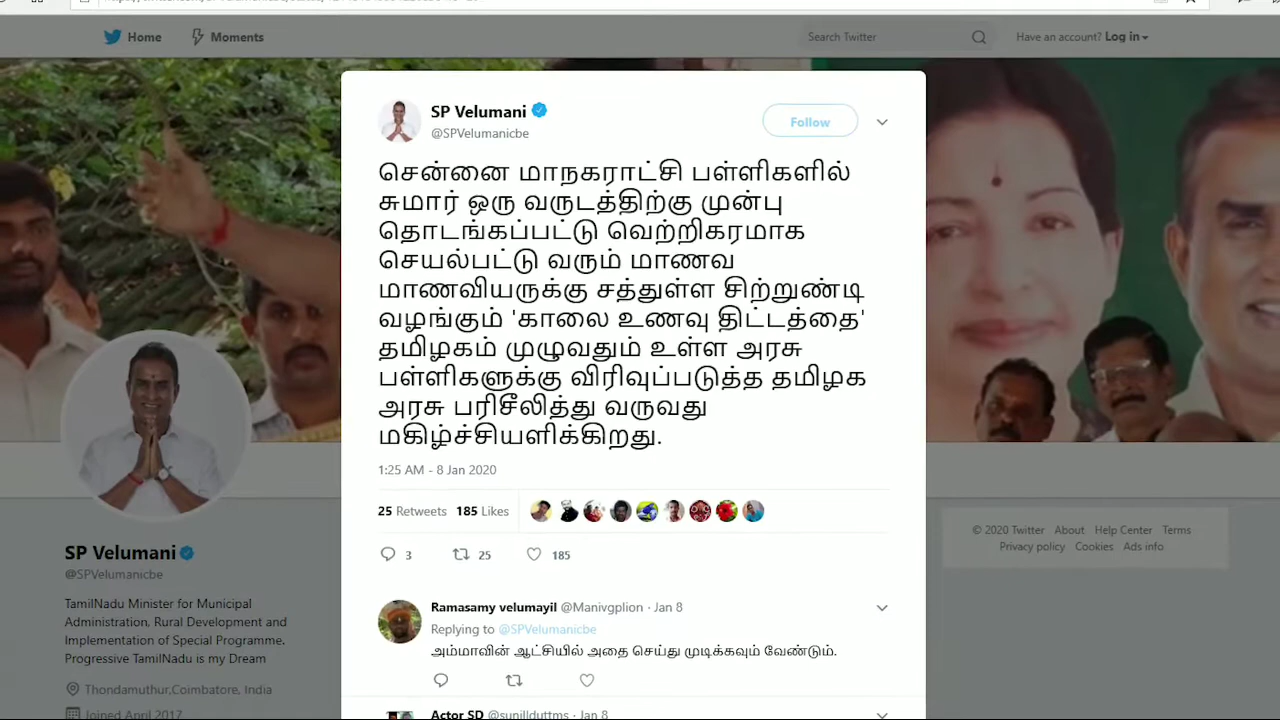 Home
Moments
Search Twitter
Have an account? Log in
SP Velumani
@SPVelumanicbe
Follow
சென்னை மாநகராட்சி பள்ளிகளில்
சுமார் ஒரு வருடத்திற்கு முன்பு
தொடங்கப்பட்டு வெற்றிகரமாக
செயல்பட்டு வரும் மாணவ
மாணவியருக்கு சத்துள்ள சிற்றுண்டி
வழங்கும் 'காலை உணவு திட்டத்தை'
தமிழகம் முழுவதும் உள்ள அரசு
பள்ளிகளுக்கு விரிவுப்படுத்த தமிழக
அரசு பரிசீலித்து வருவது
மகிழ்ச்சியளிக்கிறது.
1:25 AM - 8 Jan 2020
25 Retweets 185 Likes
3 25 185
Ramasamy velumayil @Manivgplion · Jan 8
Replying to @SPVelumanicbe
அம்மாவின் ஆட்சியில் அதை செய்து முடிக்கவும் வேண்டும்.
Actor SD @sunillduttms · Jan 8
SP Velumani
@SPVelumanicbe
TamilNadu Minister for Municipal
Administration, Rural Development and
Implementation of Special Programme.
Progressive TamilNadu is my Dream
Thondamuthur,Coimbatore, India
Joined April 2017
© 2020 Twitter About Help Center Terms
Privacy policy Cookies Ads info